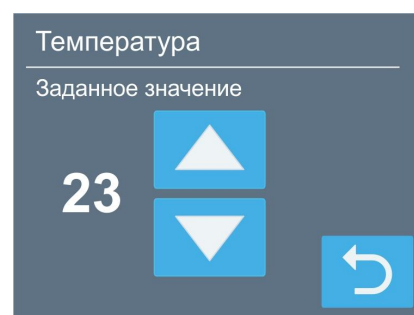 Температура
Заданное значение
23